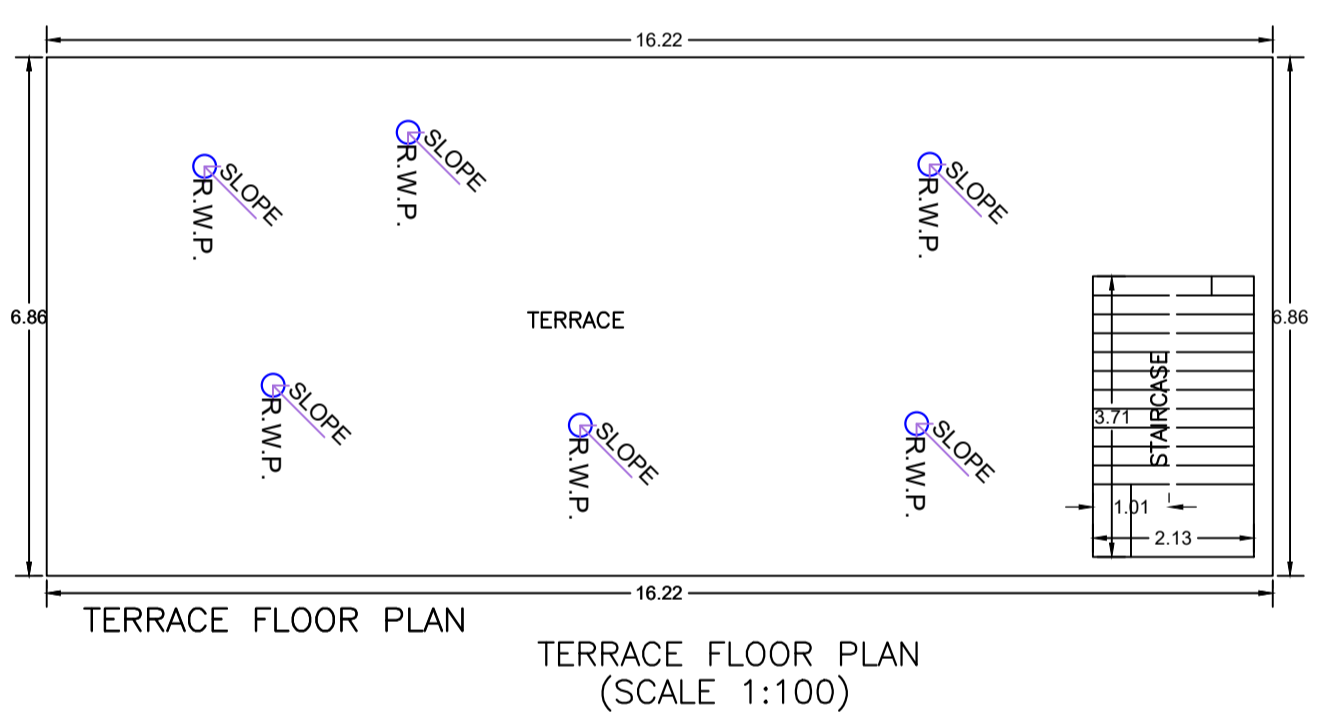 16.22
SLOPE
R.W.P.
SLOPE
R.W.P.
SLOPE
R.W.P.
6.86
TERRACE
6.86
SLOPE
R.W.P.
SLOPE
R.W.P.
SLOPE
R.W.P.
3.71
STAIRCASE
1.01
2.13
16.22
TERRACE FLOOR PLAN
TERRACE FLOOR PLAN
(SCALE 1:100)